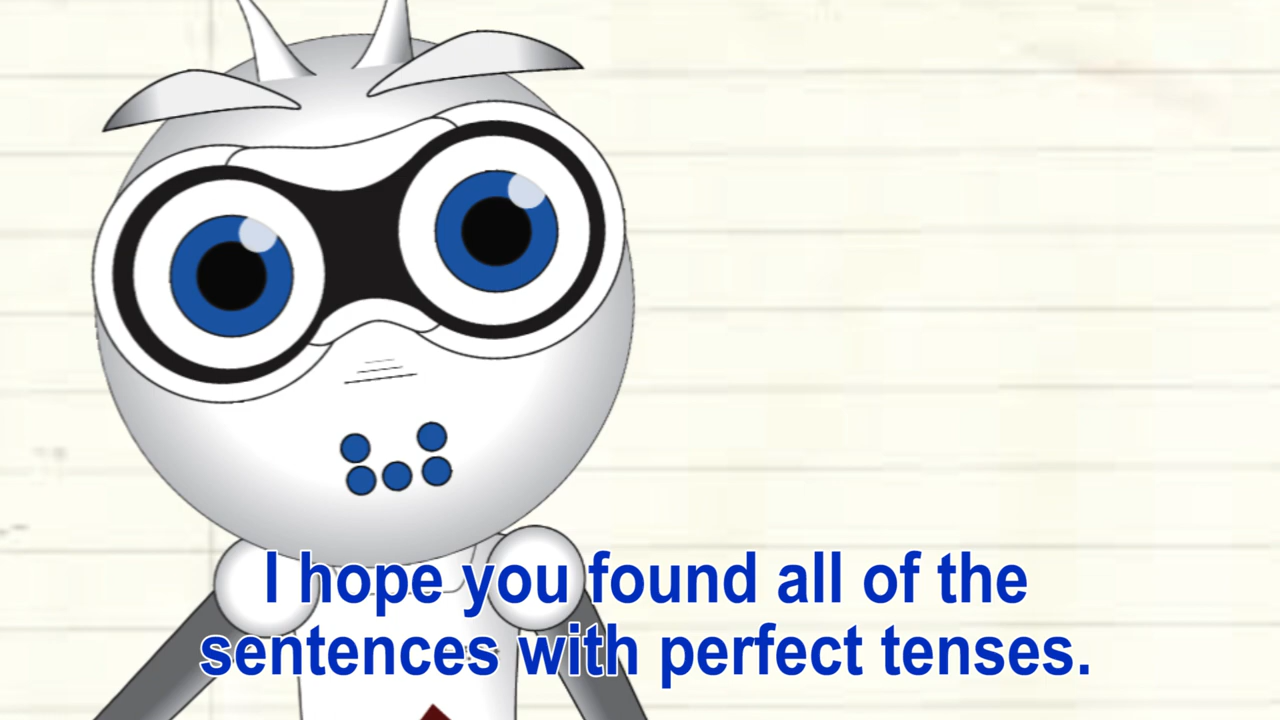 I hope you found all of the
sentences with perfect tenses.